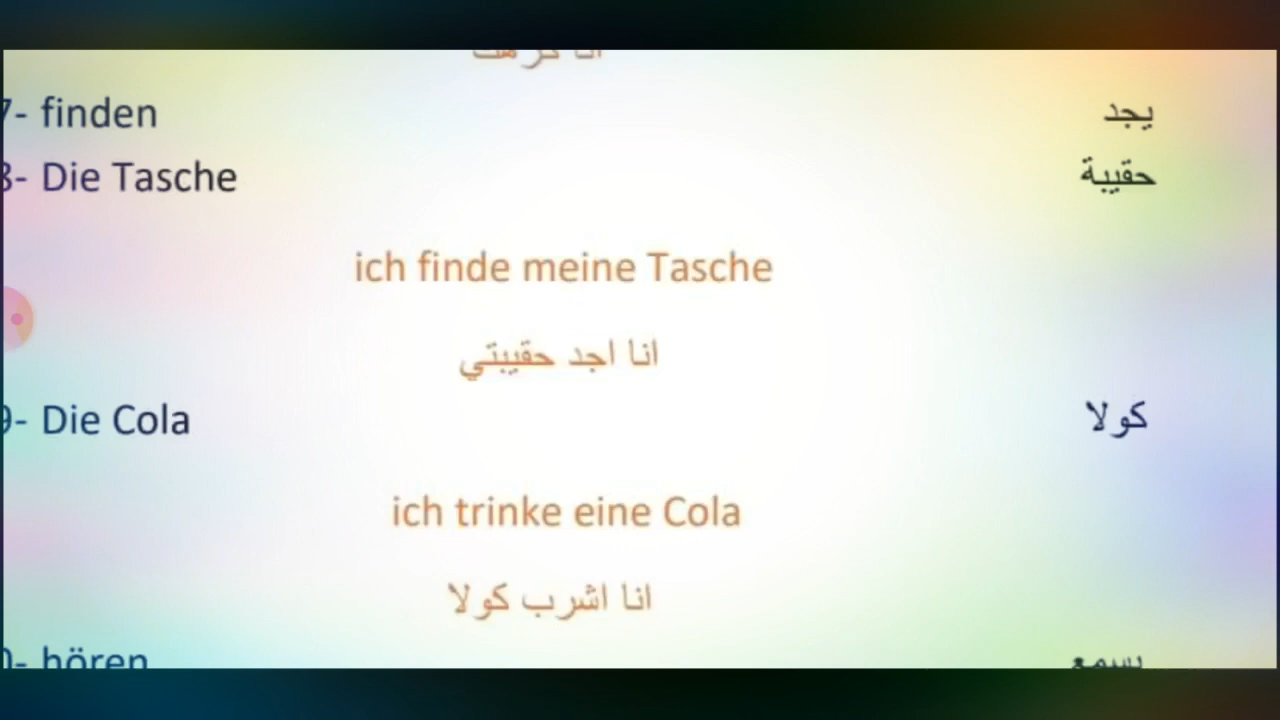 7- finden يجد
8- Die Tasche حقيبة
ich finde meine Tasche
انا اجد حقيبتي
9- Die Cola كولا
ich trinke eine Cola
انا اشرب كولا
0- hören يسمع